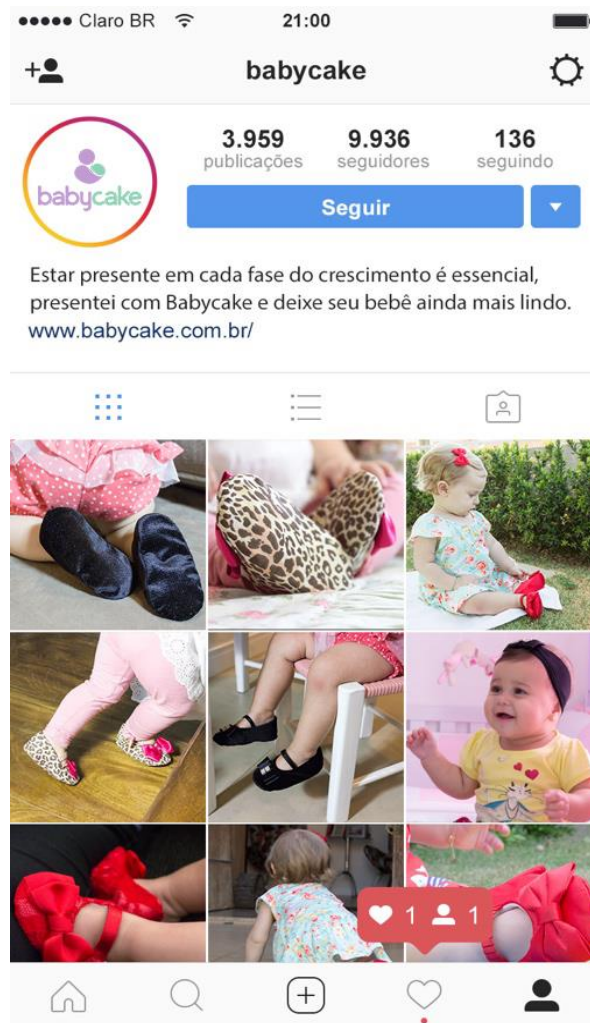 Claro BR 21:00
babycake
3.959 9.936 136
publicações seguidores seguindo
babycake
Seguir
Estar presente em cada fase do crescimento é essencial,
presentei com Babycake e deixe seu bebê ainda mais lindo.
www.babycake.com.br/
1 1